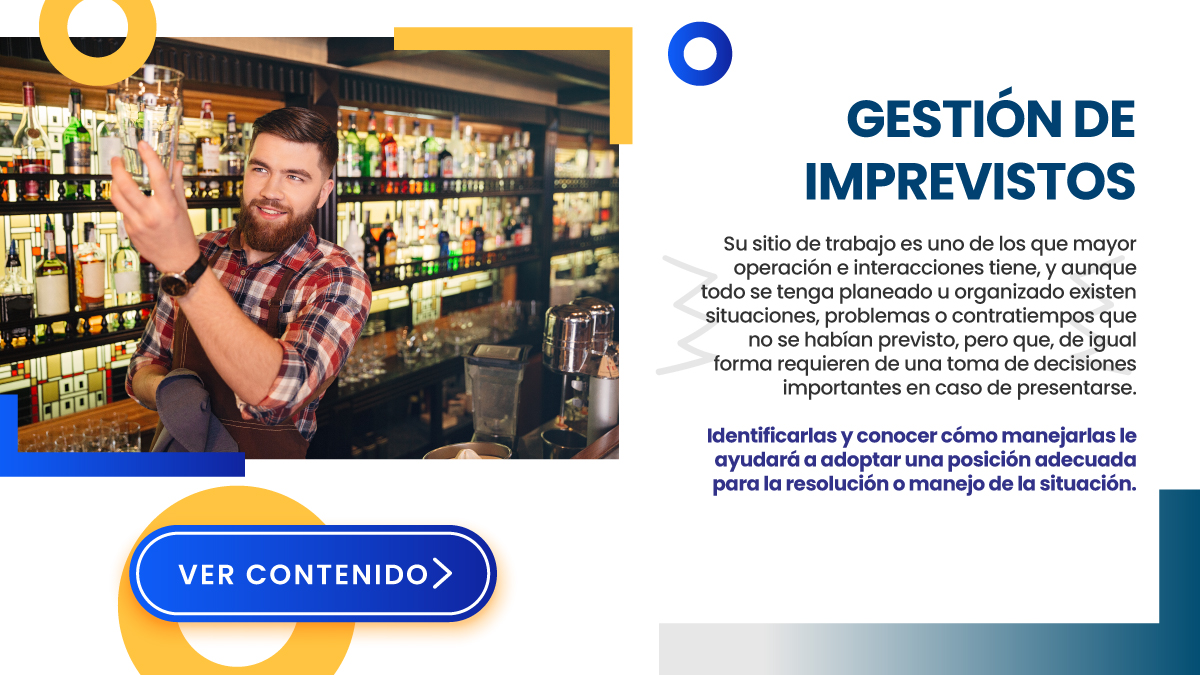 GESTIÓN DE
IMPREVISTOS
Su sitio de trabajo es uno de los que mayor
operación e interacciones tiene, y aunque
todo se tenga planeado u organizado existen
situaciones, problemas o contratiempos que
no se habían previsto, pero que, de igual
forma requieren de una toma de decisiones
importantes en caso de presentarse.
Identificarlas y conocer cómo manejarlas le
ayudará a adoptar una posición adecuada
para la resolución o manejo de la situación.
VER CONTENIDO